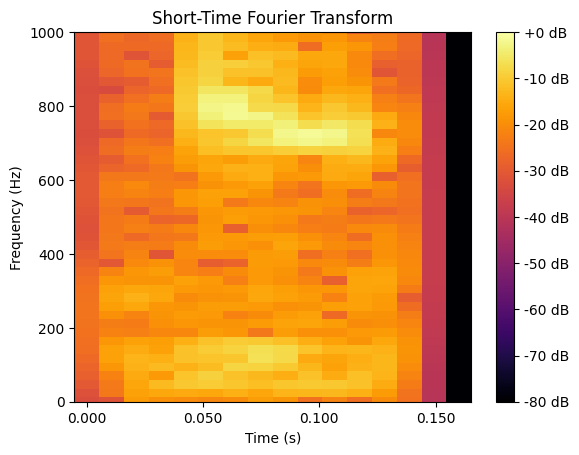 Short-Time Fourier Transform
1000
800
600
400
200
0
Frequency (Hz)
0.000
0.050
0.100
0.150
Time (s)
+0 dB
-10 dB
-20 dB
-30 dB
-40 dB
-50 dB
-60 dB
-70 dB
-80 dB